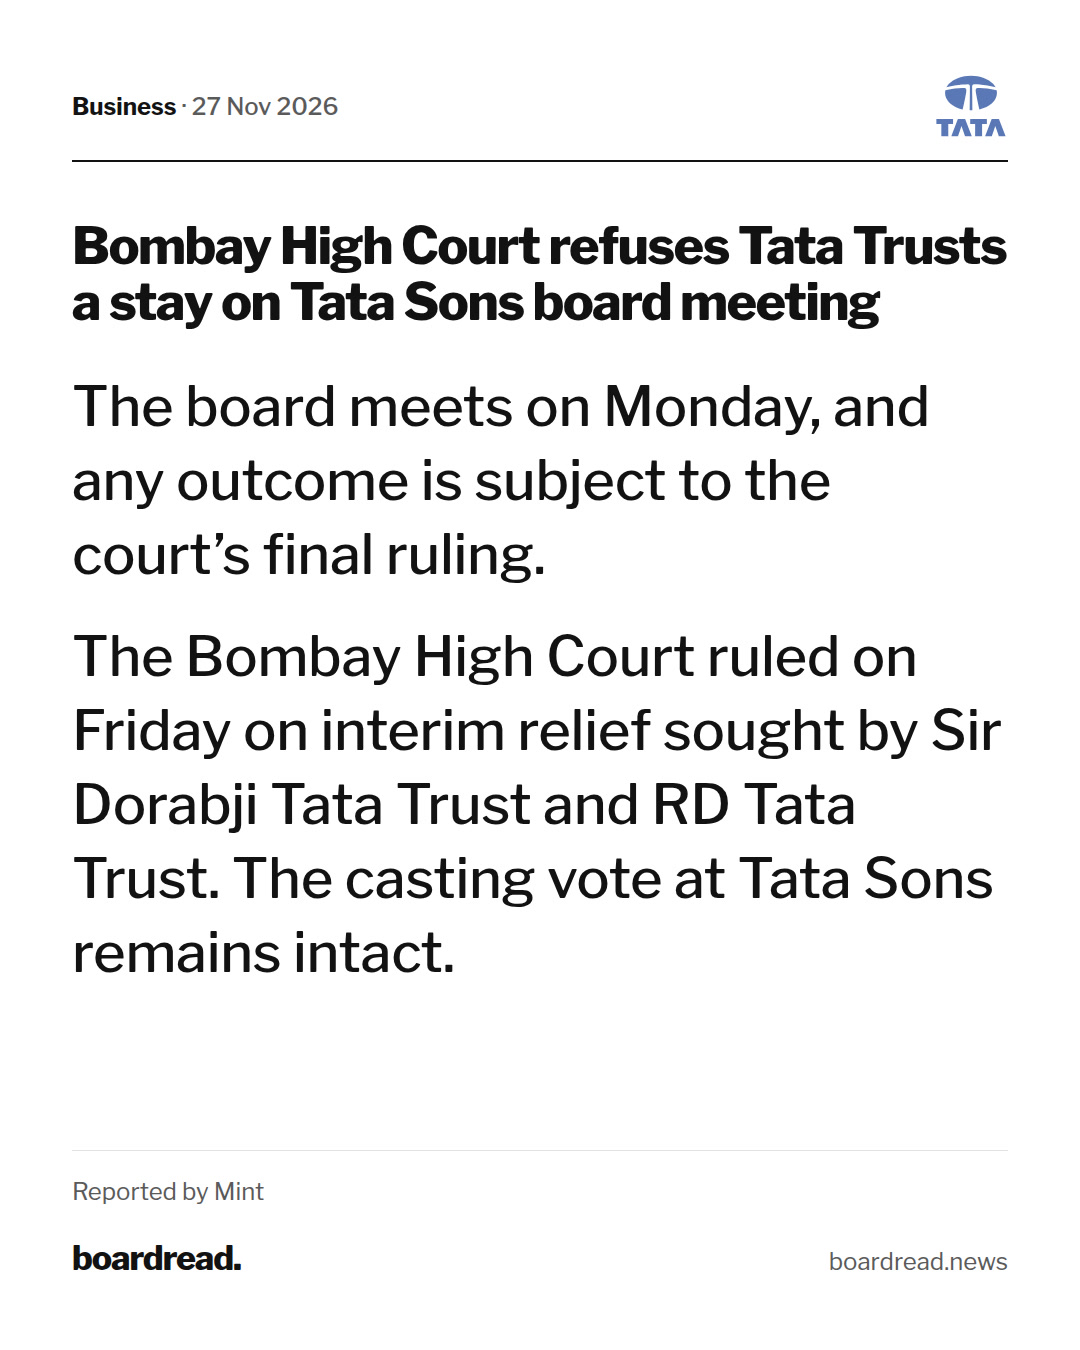 Business · 27 Nov 2026
TATA
Bombay High Court refuses Tata Trusts
a stay on Tata Sons board meeting
The board meets on Monday, and
any outcome is subject to the
court’s final ruling.
The Bombay High Court ruled on
Friday on interim relief sought by Sir
Dorabji Tata Trust and RD Tata
Trust. The casting vote at Tata Sons
remains intact.
Reported by Mint
boardread.
boardread.news